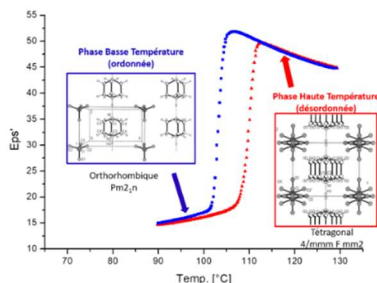 Phase Basse Température
(ordonnée)
Orthorhombique
Pm2₁n
Phase Haute Température
(désordonnée)
Tetragonal
4/mmm F mm2
Eps'
55
50
45
40
35
30
25
20
15
10
70
80
90
100
110
120
130
Temp. [°C]